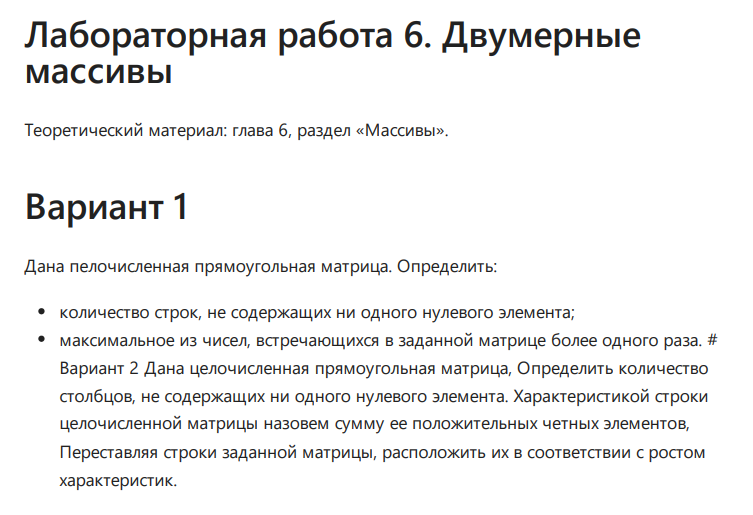 Лабораторная работа 6. Двумерные
массивы
Теоретический материал: глава 6, раздел «Массивы».
Вариант 1
Дана пелочисленная прямоугольная матрица. Определить:
• количество строк, не содержащих ни одного нулевого элемента;
• максимальное из чисел, встречающихся в заданной матрице более одного раза. #
Вариант 2 Дана целочисленная прямоугольная матрица, Определить количество
столбцов, не содержащих ни одного нулевого элемента. Характеристикой строки
целочисленной матрицы назовем сумму ее положительных четных элементов,
Переставляя строки заданной матрицы, расположить их в соответствии с ростом
характеристик.